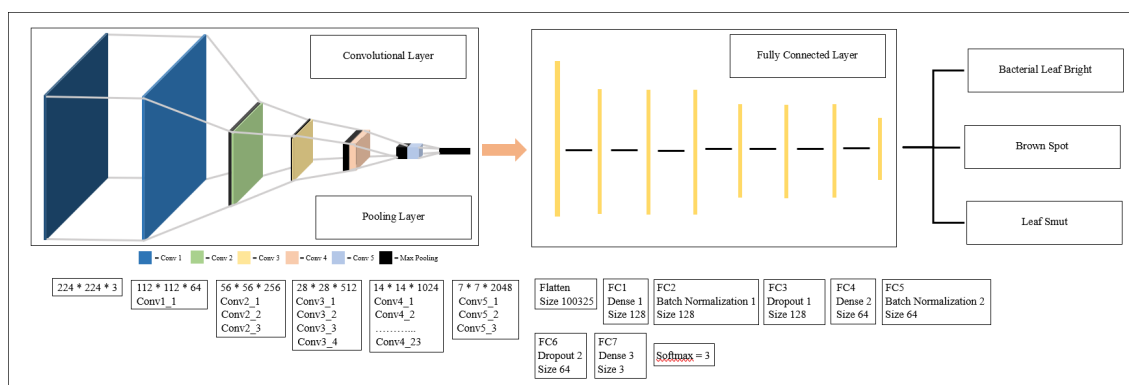 Convolutional Layer
Pooling Layer
Fully Connected Layer
Bacterial Leaf Bright
Brown Spot
Leaf Smut
= Conv 1
= Conv 2
= Conv 3
= Conv 4
= Conv 5
= Max Pooling
224 * 224 * 3
112 * 112 * 64
Conv1_1
56 * 56 * 256
Conv2_1
Conv2_2
Conv2_3
28 * 28 * 512
Conv3_1
Conv3_2
Conv3_3
Conv3_4
14 * 14 * 1024
Conv4_1
Conv4_2
………...
Conv4_23
7 * 7 * 2048
Conv5_1
Conv5_2
Conv5_3
Flatten
Size 100325
FC1
Dense 1
Size 128
FC2
Batch Normalization 1
Size 128
FC3
Dropout 1
Size 128
FC4
Dense 2
Size 64
FC5
Batch Normalization 2
Size 64
FC6
Dropout 2
Size 64
FC7
Dense 3
Size 3
Softmax = 3